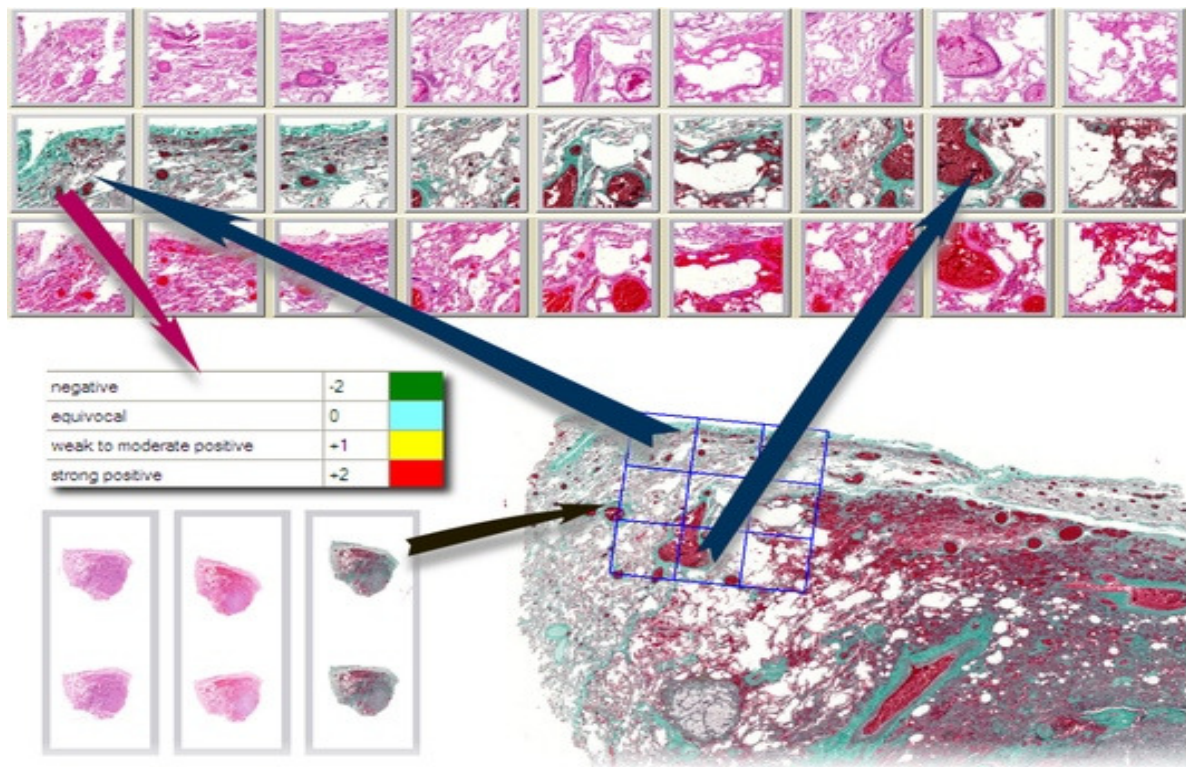 negative -2
equivocal 0
weak to moderate positive +1
strong positive +2